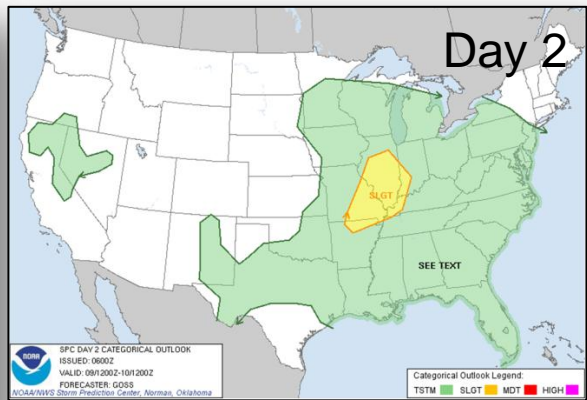 Day 2
SLGT
SEE TEXT
NOAA
SPC DAY 2 CATEGORICAL OUTLOOK
ISSUED: 0600Z
VALID: 09/1200Z-10/1200Z
FORECASTER: GOSS
NOAA/NWS Storm Prediction Center, Norman, Oklahoma
Categorical Outlook Legend:
TSTM SLGT MDT HIGH